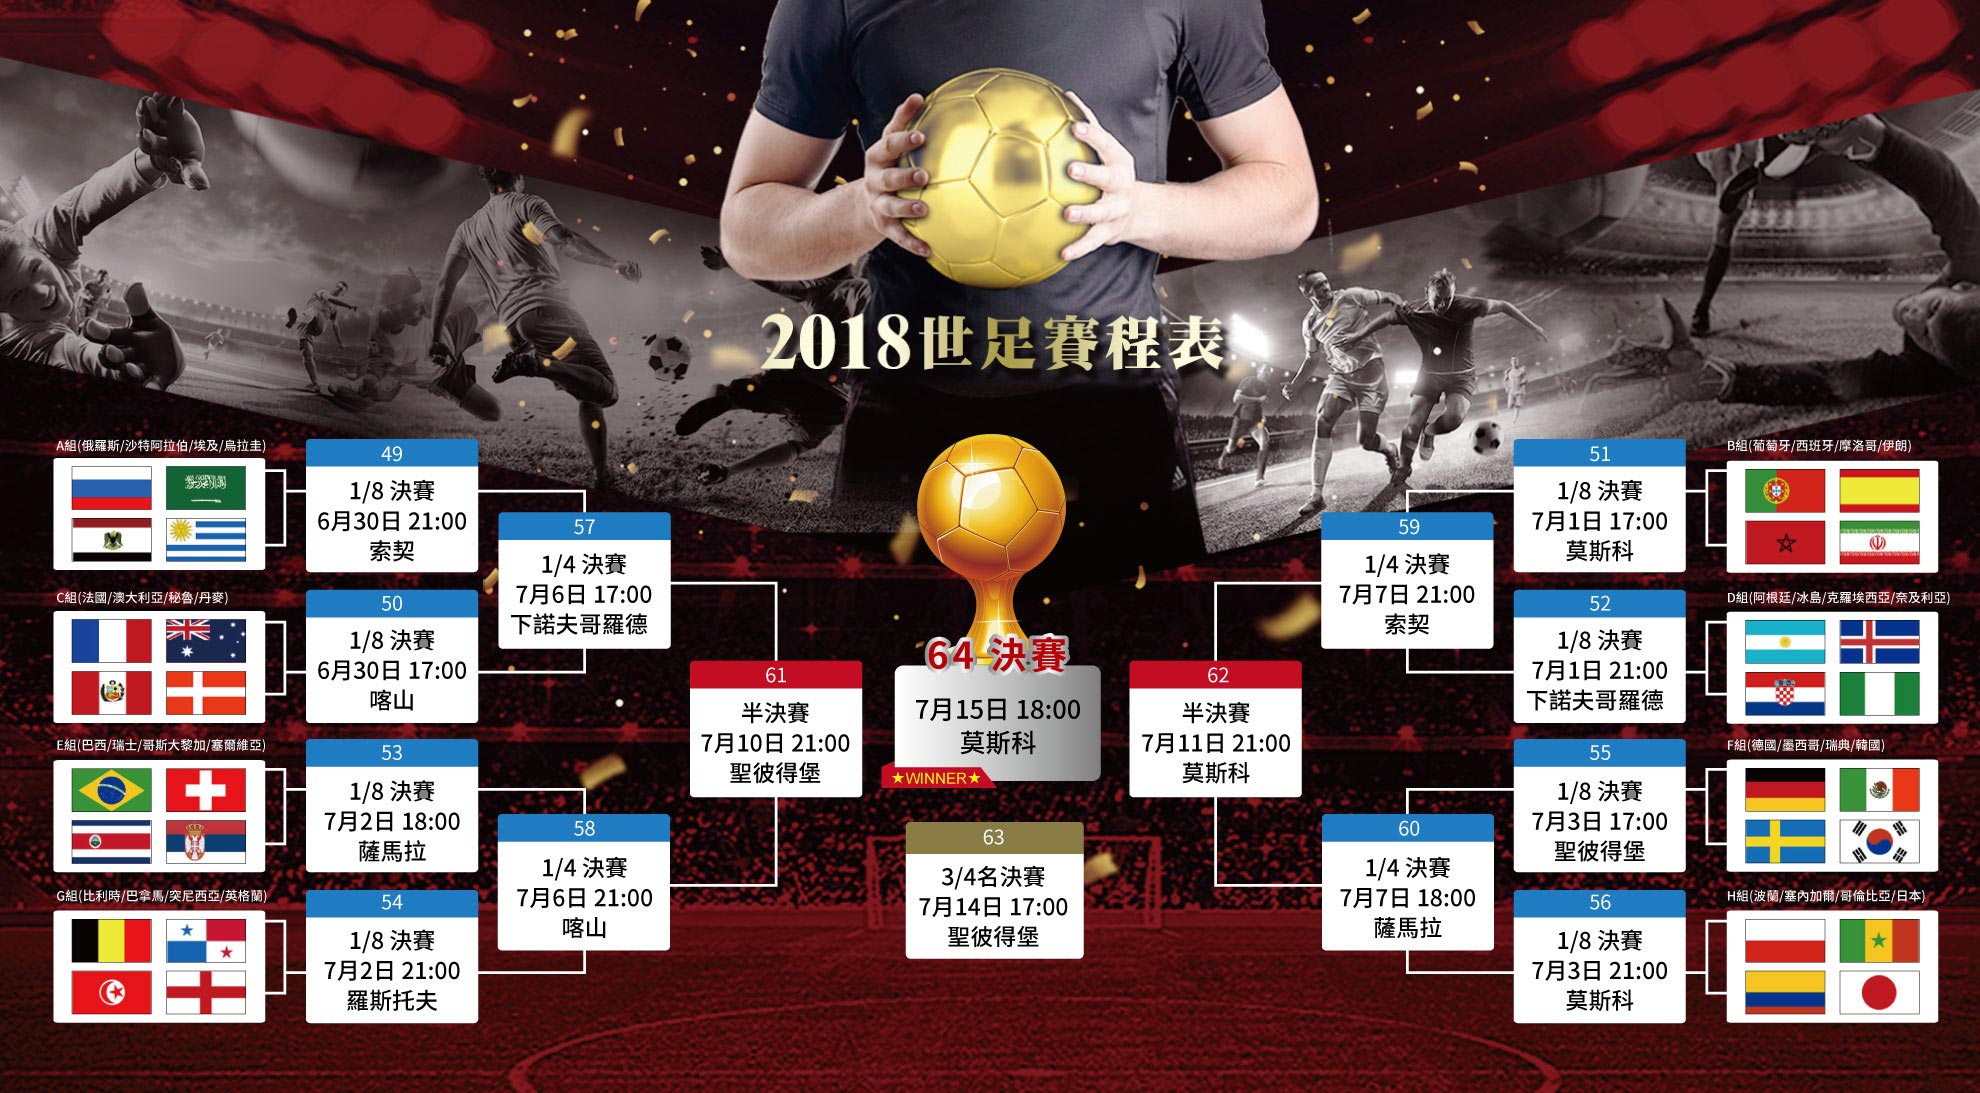 2018世足賽程表
A組(俄羅斯/沙特阿拉伯/埃及/烏拉圭)
49
1/8 決賽
6月30日 21:00
索契
C組(法國/澳大利亞/秘魯/丹麥)
50
1/8 決賽
6月30日 17:00
喀山
E組(巴西/瑞士/哥斯大黎加/塞爾維亞)
53
1/8 決賽
7月2日 18:00
薩馬拉
G組(比利時/巴拿馬/突尼西亞/英格蘭)
54
1/8 決賽
7月2日 21:00
羅斯托夫
57
1/4 決賽
7月6日 17:00
下諾夫哥羅德
58
1/4 決賽
7月6日 21:00
喀山
61
半決賽
7月10日 21:00
聖彼得堡
64 決賽
7月15日 18:00
莫斯科
★WINNER★
63
3/4名決賽
7月14日 17:00
聖彼得堡
62
半決賽
7月11日 21:00
莫斯科
59
1/4 決賽
7月7日 21:00
索契
60
1/4 決賽
7月7日 18:00
薩馬拉
51
1/8 決賽
7月1日 17:00
莫斯科
B組(葡萄牙/西班牙/摩洛哥/伊朗)
52
1/8 決賽
7月1日 21:00
下諾夫哥羅德
D組(阿根廷/冰島/克羅埃西亞/奈及利亞)
55
1/8 決賽
7月3日 17:00
聖彼得堡
F組(德國/墨西哥/瑞典/韓國)
56
1/8 決賽
7月3日 21:00
莫斯科
H組(波蘭/塞內加爾/哥倫比亞/日本)